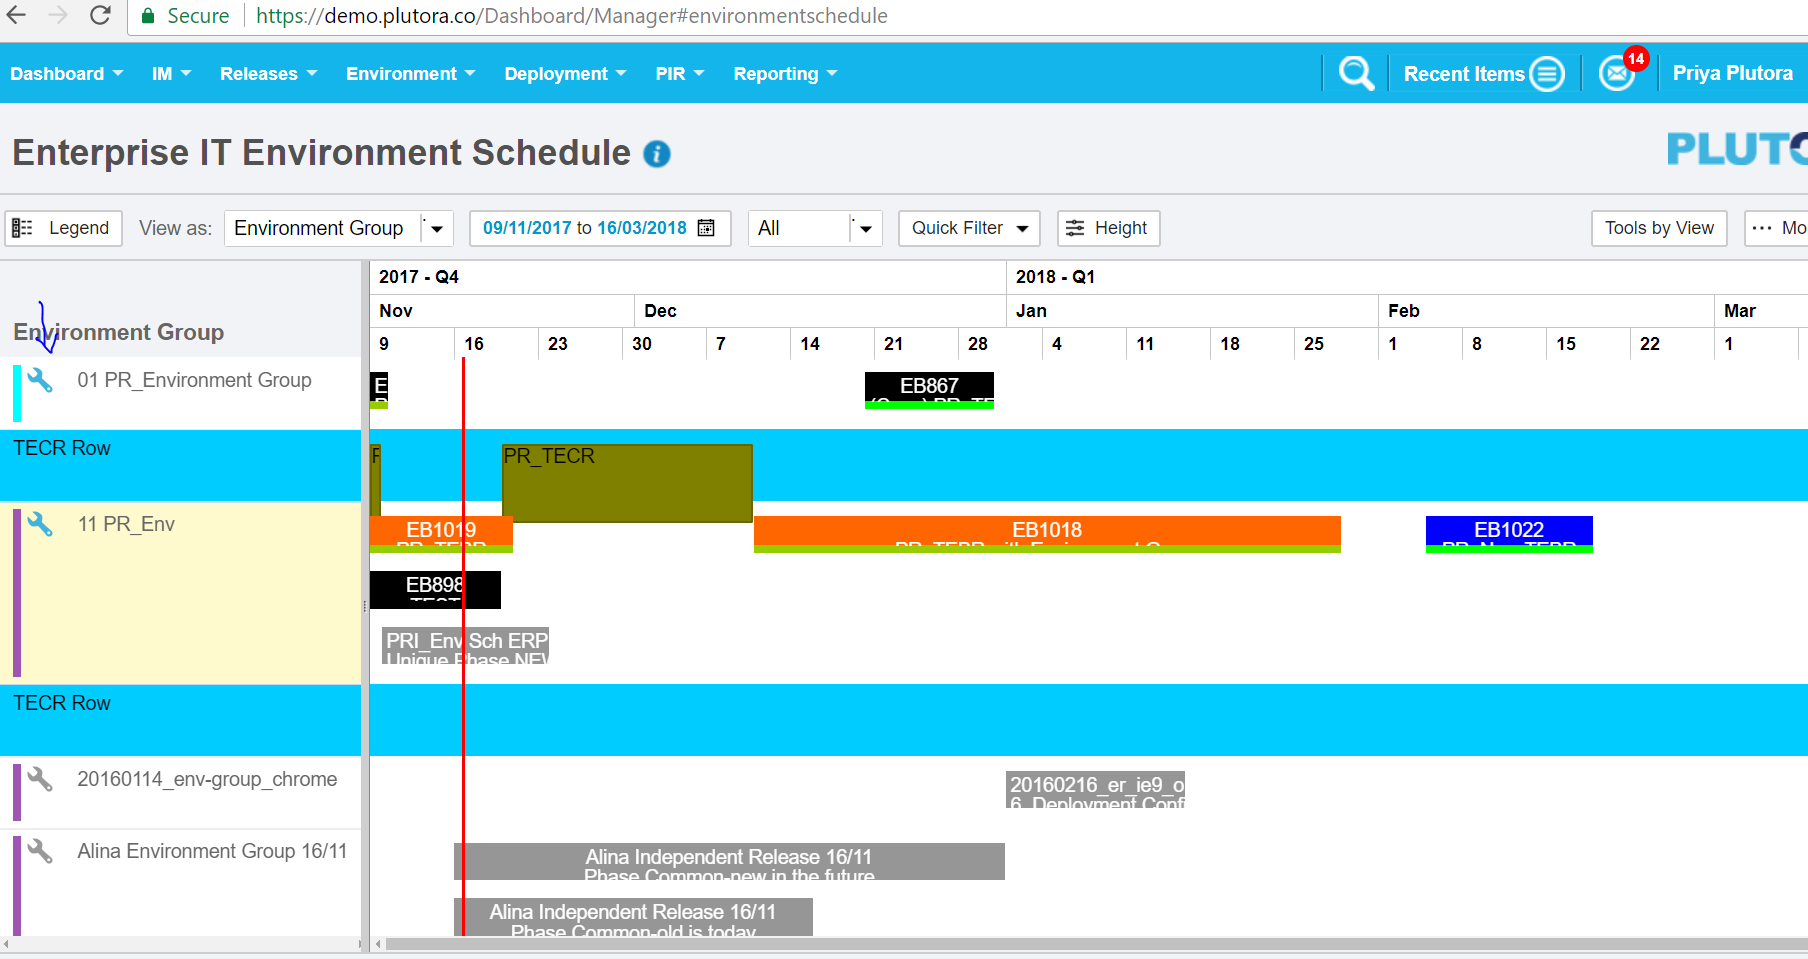 Secure https://demo.plutora.co/Dashboard/Manager#environmentschedule
Dashboard IM Releases Environment Deployment PIR Reporting Recent Items 14 Priya Plutora
Enterprise IT Environment Schedule i
PLUTO
Legend View as: Environment Group 09/11/2017 to 16/03/2018 All Quick Filter Height Tools by View ... Mo
2017 - Q4 2018 - Q1
Environment Group
Nov Dec Jan Feb Mar
9 16 23 30 7 14 21 28 4 11 18 25 1 8 15 22 1
01 PR_Environment Group
E EB867
TECR Row
PR_TECR
11 PR_Env
EB1019 EB1018 EB1022
PR_TEBR
EB898
TEST
PRI_Env Sch ERP
Unique Phase NEW
TECR Row
20160114_env-group_chrome
20160216_er_ie9_o
6_Deployment Conf
Alina Environment Group 16/11
Alina Independent Release 16/11
Phase Common-new in the future
Alina Independent Release 16/11
Phase Common-old is today